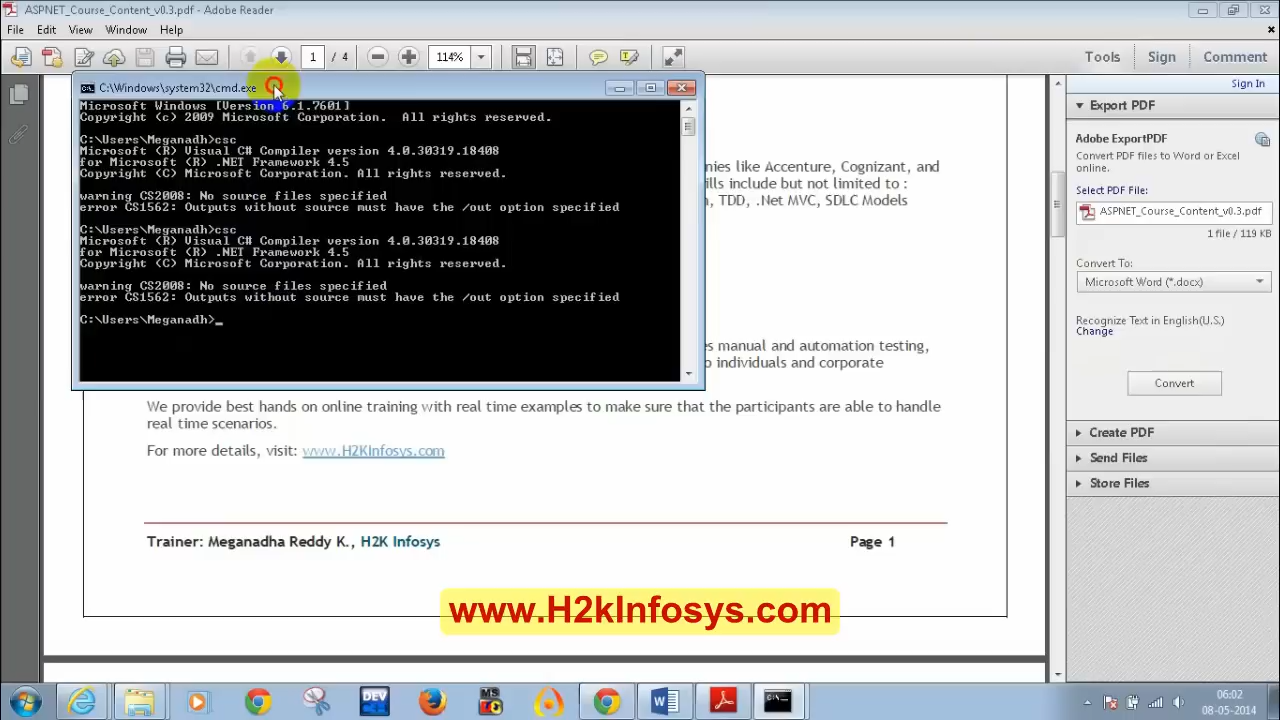 ASPNET_Course_Content_v0.3.pdf - Adobe Reader
File Edit View Window Help
1 / 4 114% Tools Sign Comment
C:\Windows\system32\cmd.exe
Microsoft Windows [Version 6.1.7601]
Copyright (c) 2009 Microsoft Corporation. All rights reserved.
C:\Users\Meganadh>csc
Microsoft (R) Visual C# Compiler version 4.0.30319.18408
for Microsoft (R) .NET Framework 4.5
Copyright (C) Microsoft Corporation. All rights reserved.
warning CS2008: No source files specified
error CS1562: Outputs without source must have the /out option specified
C:\Users\Meganadh>csc
Microsoft (R) Visual C# Compiler version 4.0.30319.18408
for Microsoft (R) .NET Framework 4.5
Copyright (C) Microsoft Corporation. All rights reserved.
warning CS2008: No source files specified
error CS1562: Outputs without source must have the /out option specified
C:\Users\Meganadh>_
nies like Accenture, Cognizant, and
ills include but not limited to :
, TDD, .Net MVC, SDLC Models
s manual and automation testing,
o individuals and corporate
We provide best hands on online training with real time examples to make sure that the participants are able to handle
real time scenarios.
For more details, visit: www.H2KInfosys.com
Trainer: Meganadha Reddy K., H2K Infosys Page 1
www.H2kInfosys.com
Sign In
Export PDF
Adobe ExportPDF
Convert PDF files to Word or Excel
online.
Select PDF File:
ASPNET_Course_Content_v0.3.pdf
1 file / 119 KB
Convert To:
Microsoft Word (*.docx)
Recognize Text in English(U.S.)
Change
Convert
Create PDF
Send Files
Store Files
DEV
MS
06:02
08-05-2014